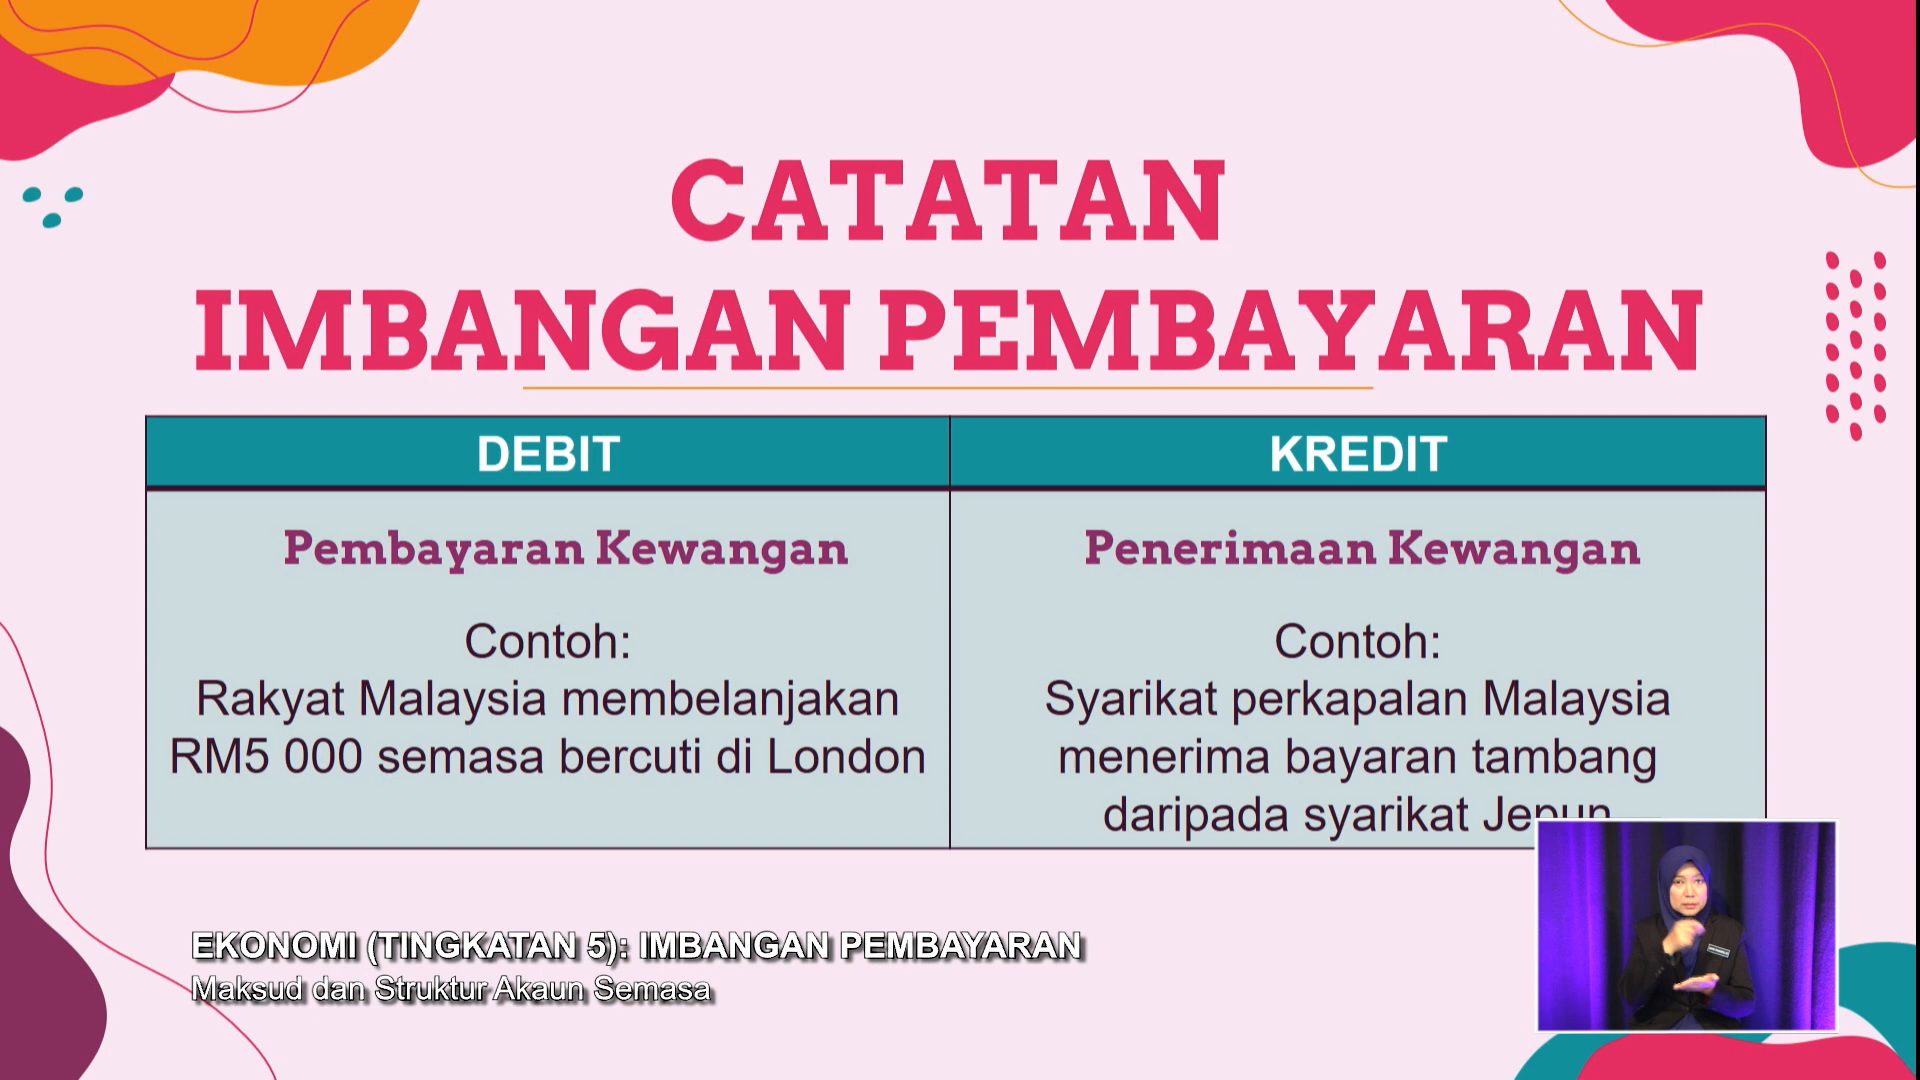 CATATAN
IMBANGAN PEMBAYARAN
DEBIT
KREDIT
Pembayaran Kewangan
Contoh:
Rakyat Malaysia membelanjakan
RM5 000 semasa bercuti di London
Penerimaan Kewangan
Contoh:
Syarikat perkapalan Malaysia
menerima bayaran tambang
daripada syarikat Jepun
EKONOMI (TINGKATAN 5): IMBANGAN PEMBAYARAN
Maksud dan Struktur Akaun Semasa